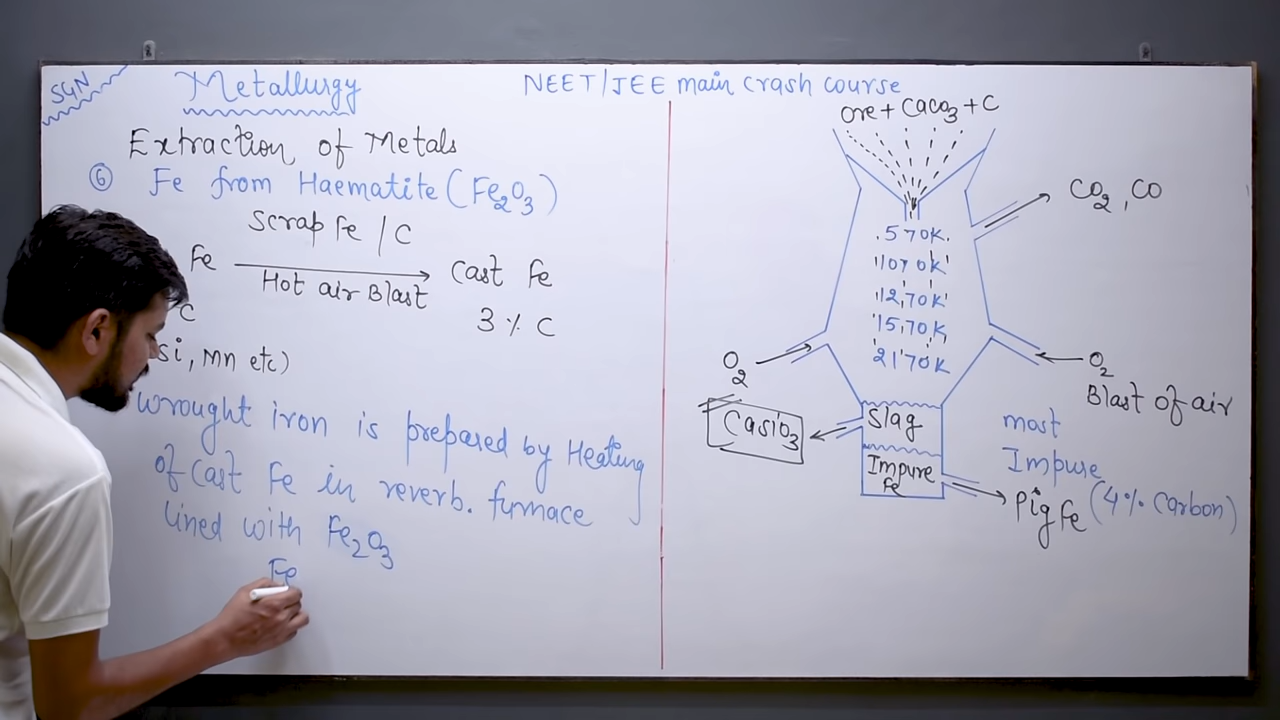 SGN
Metallurgy
NEET/JEE main crash course
Extraction of Metals
⑥ Fe from Haematite (Fe₂O₃)
Scrap Fe / C
Fe → Cast Fe
Hot air Blast
3 % C
C
Si, Mn etc)
wrought iron is prepared by Heating
of Cast Fe in reverb. furnace
lined with Fe₂O₃
Fe
ore + CaCO₃ + C
CO₂, CO
570K
1070K
1270K
1570K
2170K
O₂
O₂
Blast of air
Slag
CaSiO₃
Impure
Fe
most
Impure
Pig Fe (4% Carbon)